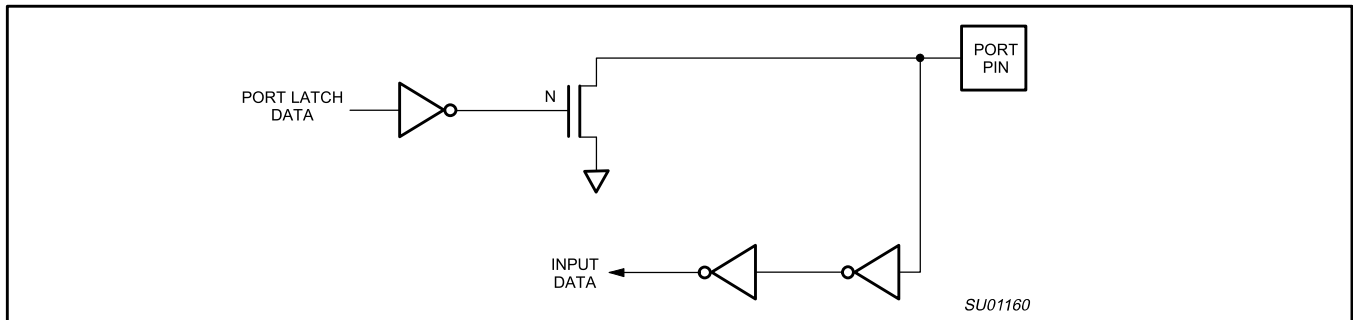 PORT
PIN
PORT LATCH
DATA
N
INPUT
DATA
SU01160